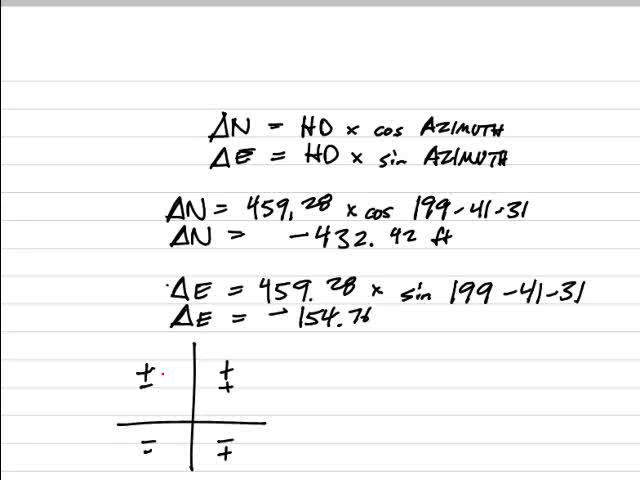 ΔN = HD × cos AZIMUTH
ΔE = HD × sin AZIMUTH
ΔN = 459.28 × cos 199-41-31
ΔN = -432.42 ft
ΔE = 459.28 × sin 199-41-31
ΔE = -154.76
+ +
- +
- -
- +